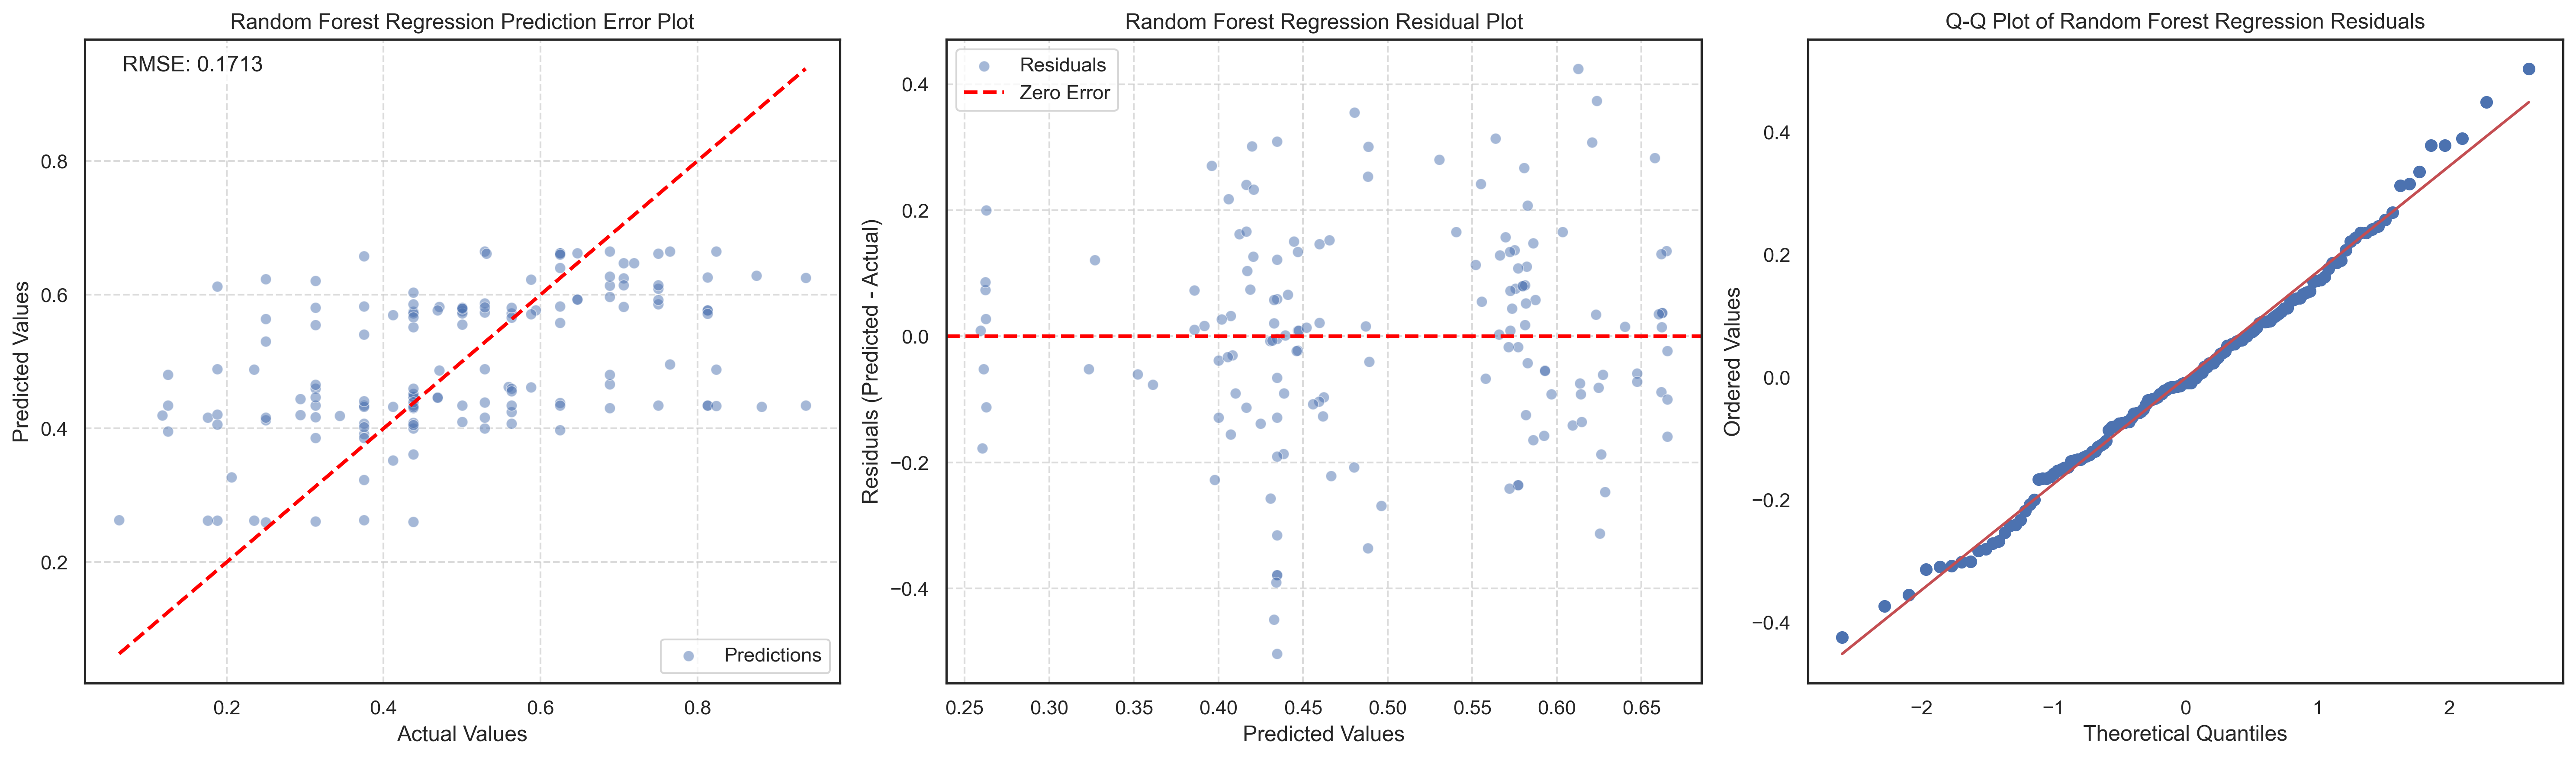 Random Forest Regression Prediction Error Plot
RMSE: 0.1713
Predicted Values
0.8
0.6
0.4
0.2
Predictions
0.2 0.4 0.6 0.8
Actual Values
Random Forest Regression Residual Plot
Residuals
Zero Error
Residuals (Predicted - Actual)
0.4
0.2
0.0
−0.2
−0.4
0.25 0.30 0.35 0.40 0.45 0.50 0.55 0.60 0.65
Predicted Values
Q-Q Plot of Random Forest Regression Residuals
Ordered Values
0.4
0.2
0.0
−0.2
−0.4
−2 −1 0 1 2
Theoretical Quantiles